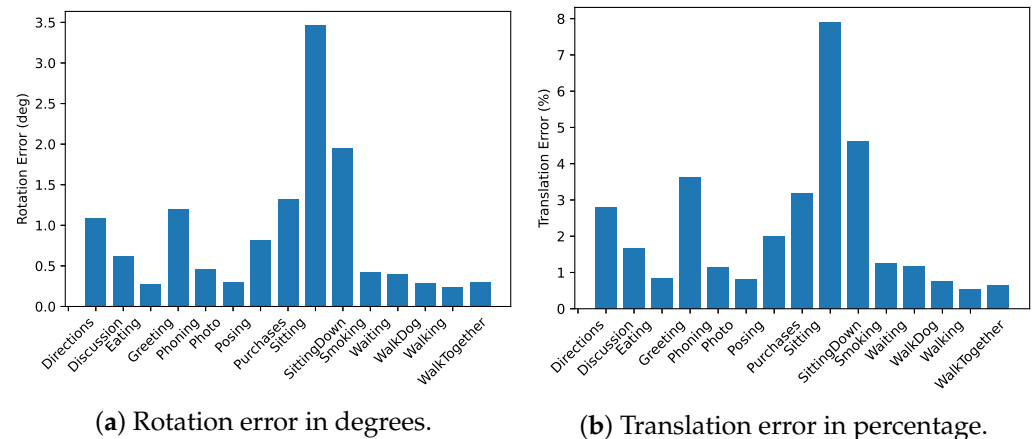 3.5
3.0
2.5
2.0
1.5
1.0
0.5
0.0
Rotation Error (deg)
Directions
Discussion
Eating
Greeting
Phoning
Photo
Posing
Purchases
Sitting
SittingDown
Smoking
Waiting
WalkDog
Walking
WalkTogether
(a) Rotation error in degrees.
8
7
6
5
4
3
2
1
0
Translation Error (%)
Directions
Discussion
Eating
Greeting
Phoning
Photo
Posing
Purchases
Sitting
SittingDown
Smoking
Waiting
WalkDog
Walking
WalkTogether
(b) Translation error in percentage.